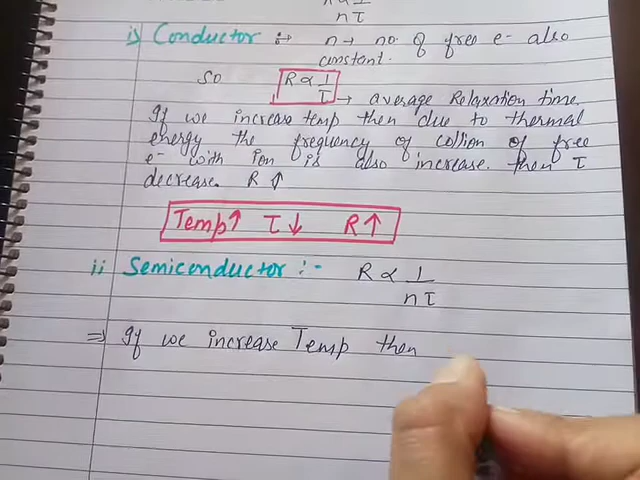 nτ
i) Conductor :→ n → no. of free e- also
constant.
so R ∝ 1/τ → average Relaxation time.
If we increase temp then due to thermal
energy the frequency of collion of free
e- with ion is also increase. then τ
decrease. R ↑
Temp↑ τ↓ R↑
ii Semiconductor :- R ∝ 1/nτ
⇒ If we increase Temp then